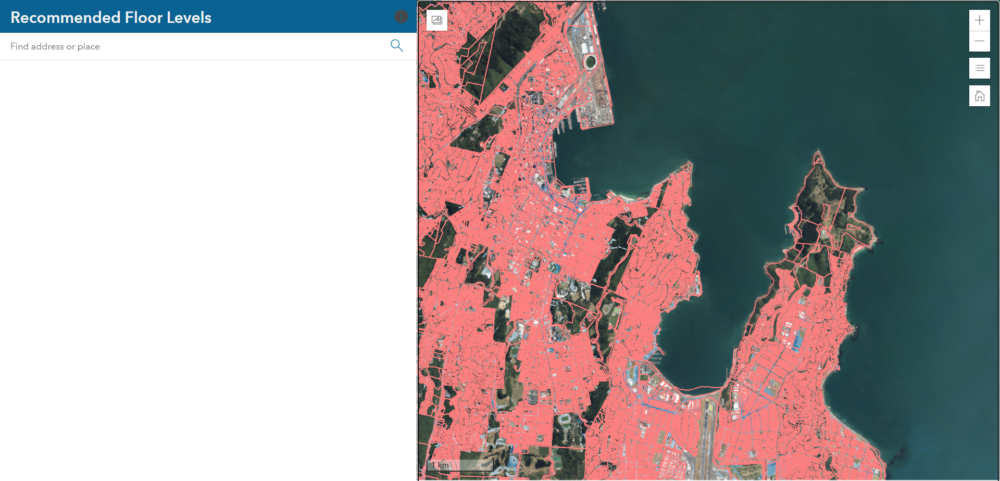 Recommended Floor Levels
Find address or place
1 km